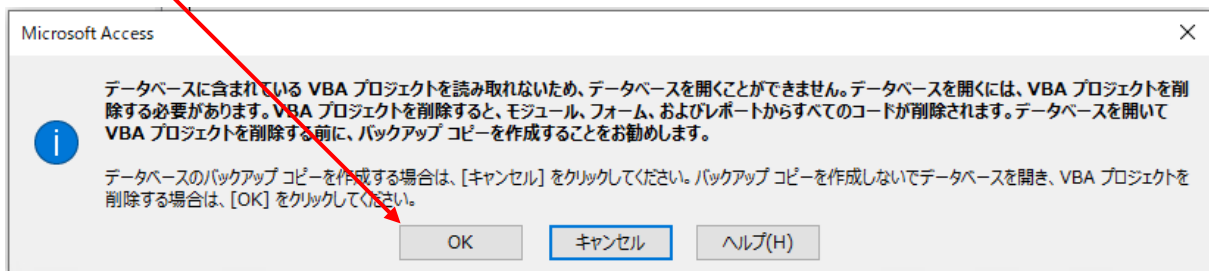 Microsoft Access
データベースに含まれている VBA プロジェクトを読み取れないため、データベースを開くことができません。データベースを開くには、VBA プロジェクトを削
除する必要があります。VBA プロジェクトを削除すると、モジュール、フォーム、およびレポートからすべてのコードが削除されます。データベースを開いて
VBA プロジェクトを削除する前に、バックアップ コピーを作成することをお勧めします。
データベースのバックアップ コピーを作成する場合は、[キャンセル] をクリックしてください。バックアップ コピーを作成しないでデータベースを開き、VBA プロジェクトを
削除する場合は、[OK] をクリックしてください。
OK キャンセル ヘルプ(H)